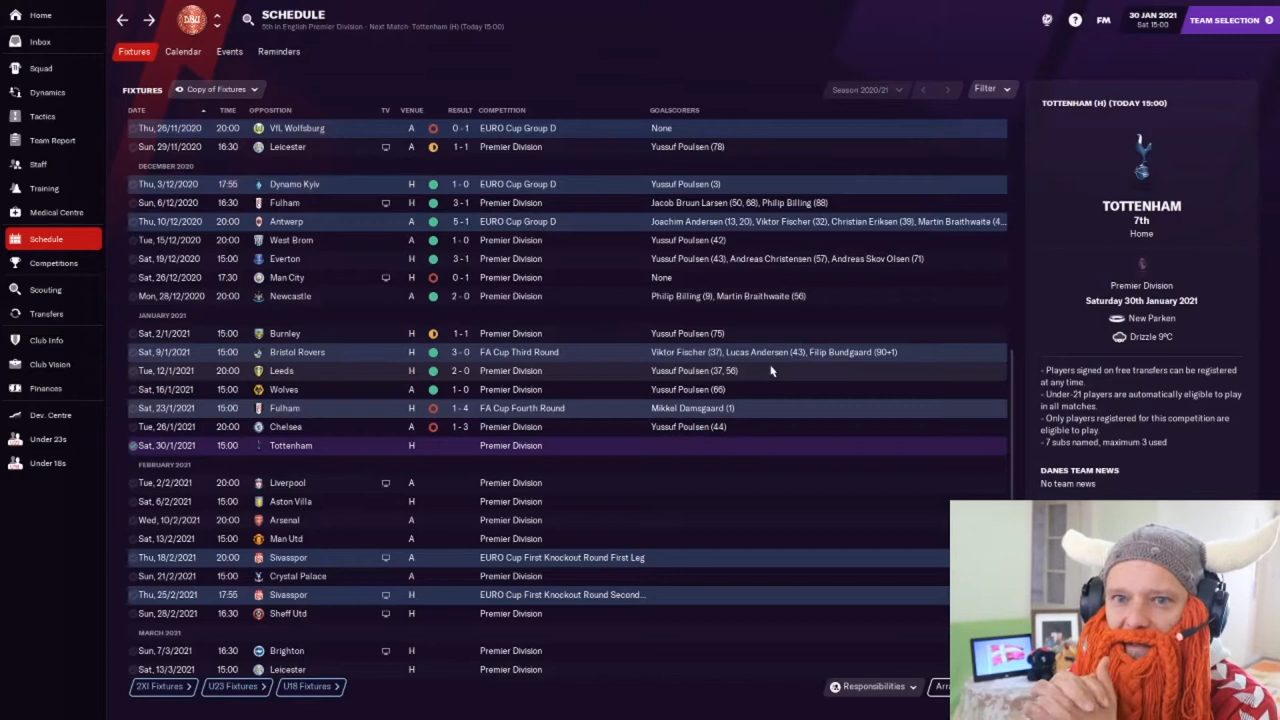 Home
Inbox
Squad
Dynamics
Tactics
Team Report
Staff
Training
Medical Centre
Schedule
Competitions
Scouting
Transfers
Club Info
Club Vision
Finances
Dev. Centre
Under 23s
Under 18s
DBU
SCHEDULE
5th in English Premier Division - Next Match: Tottenham (H) (Today 15:00)
FM
30 JAN 2021
Sat 15:00
TEAM SELECTION
Fixtures Calendar Events Reminders
FIXTURES Copy of Fixtures Season 2020/21 Filter
DATE TIME OPPOSITION TV VENUE RESULT COMPETITION GOALSCORERS
Thu, 26/11/2020 20:00 VfL Wolfsburg A 0 - 1 EURO Cup Group D None
Sun, 29/11/2020 16:30 Leicester A 1 - 1 Premier Division Yussuf Poulsen (78)
DECEMBER 2020
Thu, 3/12/2020 17:55 Dynamo Kyiv H 1 - 0 EURO Cup Group D Yussuf Poulsen (3)
Sun, 6/12/2020 16:30 Fulham H 3 - 1 Premier Division Jacob Bruun Larsen (50, 68), Philip Billing (88)
Thu, 10/12/2020 20:00 Antwerp H 5 - 1 EURO Cup Group D Joachim Andersen (13, 20), Viktor Fischer (32), Christian Eriksen (39), Martin Braithwaite (4...
Tue, 15/12/2020 20:00 West Brom A 1 - 0 Premier Division Yussuf Poulsen (42)
Sat, 19/12/2020 15:00 Everton H 3 - 1 Premier Division Yussuf Poulsen (43), Andreas Christensen (57), Andreas Skov Olsen (71)
Sat, 26/12/2020 17:30 Man City H 0 - 1 Premier Division None
Mon, 28/12/2020 20:00 Newcastle A 2 - 0 Premier Division Philip Billing (9), Martin Braithwaite (56)
JANUARY 2021
Sat, 2/1/2021 15:00 Burnley H 1 - 1 Premier Division Yussuf Poulsen (75)
Sat, 9/1/2021 15:00 Bristol Rovers H 3 - 0 FA Cup Third Round Viktor Fischer (37), Lucas Andersen (43), Filip Bundgaard (90+1)
Tue, 12/1/2021 20:00 Leeds H 2 - 0 Premier Division Yussuf Poulsen (37, 56)
Sat, 16/1/2021 15:00 Wolves A 1 - 0 Premier Division Yussuf Poulsen (66)
Sat, 23/1/2021 15:00 Fulham H 1 - 4 FA Cup Fourth Round Mikkel Damsgaard (1)
Tue, 26/1/2021 20:00 Chelsea A 1 - 3 Premier Division Yussuf Poulsen (44)
Sat, 30/1/2021 15:00 Tottenham H Premier Division
FEBRUARY 2021
Tue, 2/2/2021 20:00 Liverpool A Premier Division
Sat, 6/2/2021 15:00 Aston Villa H Premier Division
Wed, 10/2/2021 20:00 Arsenal A Premier Division
Sat, 13/2/2021 15:00 Man Utd H Premier Division
Thu, 18/2/2021 20:00 Sivasspor A EURO Cup First Knockout Round First Leg
Sun, 21/2/2021 15:00 Crystal Palace A Premier Division
Thu, 25/2/2021 17:55 Sivasspor H EURO Cup First Knockout Round Second...
Sun, 28/2/2021 16:30 Sheff Utd H Premier Division
MARCH 2021
Sun, 7/3/2021 16:30 Brighton H Premier Division
Sat, 13/3/2021 15:00 Leicester H Premier Division
2XI Fixtures U23 Fixtures U18 Fixtures Responsibilities Arr
TOTTENHAM (H) (TODAY 15:00)
TOTTENHAM
7th
Home
Premier Division
Saturday 30th January 2021
New Parken
Drizzle 9ºC
- Players signed on free transfers can be registered
at any time.
- Under-21 players are automatically eligible to play
in all matches.
- Only players registered for this competition are
eligible to play.
- 7 subs named, maximum 3 used
DANES TEAM NEWS
No team news